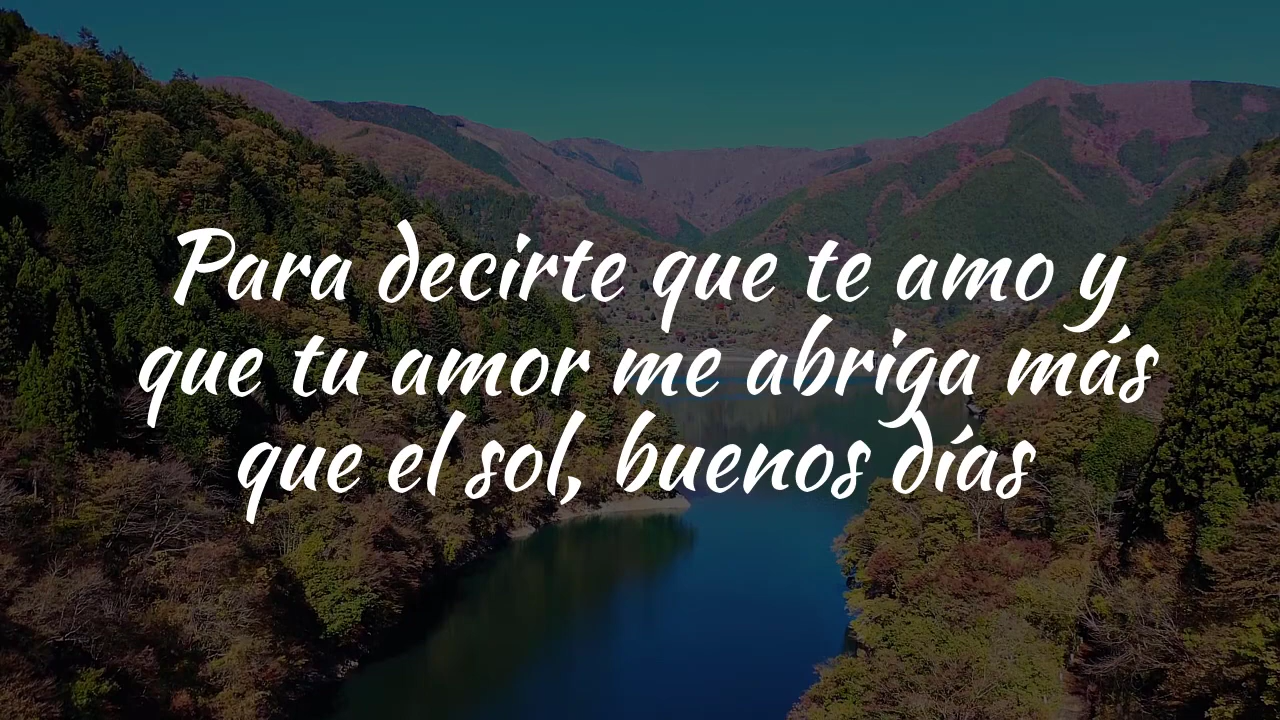 Para decirte que te amo y
que tu amor me abriga más
que el sol, buenos días